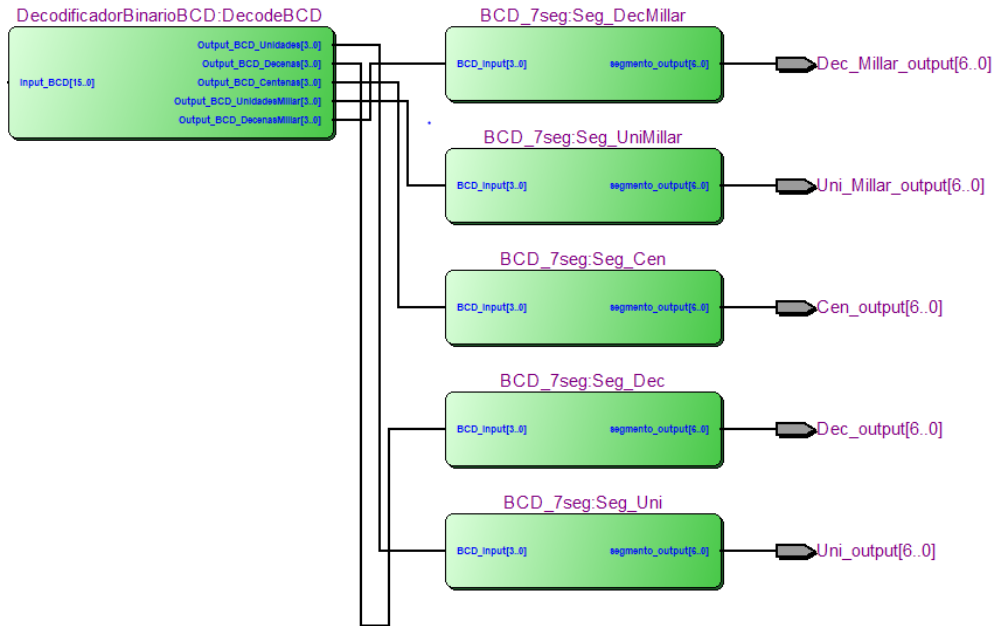 DecodificadorBinarioBCD:DecodeBCD
Input_BCD[15..0]
Output_BCD_Unidades[3..0]
Output_BCD_Decenas[3..0]
Output_BCD_Centenas[3..0]
Output_BCD_UnidadesMillar[3..0]
Output_BCD_DecenasMillar[3..0]
BCD_7seg:Seg_DecMillar
BCD_input[3..0] segmento_output[6..0] Dec_Millar_output[6..0]
BCD_7seg:Seg_UniMillar
BCD_input[3..0] segmento_output[6..0] Uni_Millar_output[6..0]
BCD_7seg:Seg_Cen
BCD_input[3..0] segmento_output[6..0] Cen_output[6..0]
BCD_7seg:Seg_Dec
BCD_input[3..0] segmento_output[6..0] Dec_output[6..0]
BCD_7seg:Seg_Uni
BCD_input[3..0] segmento_output[6..0] Uni_output[6..0]